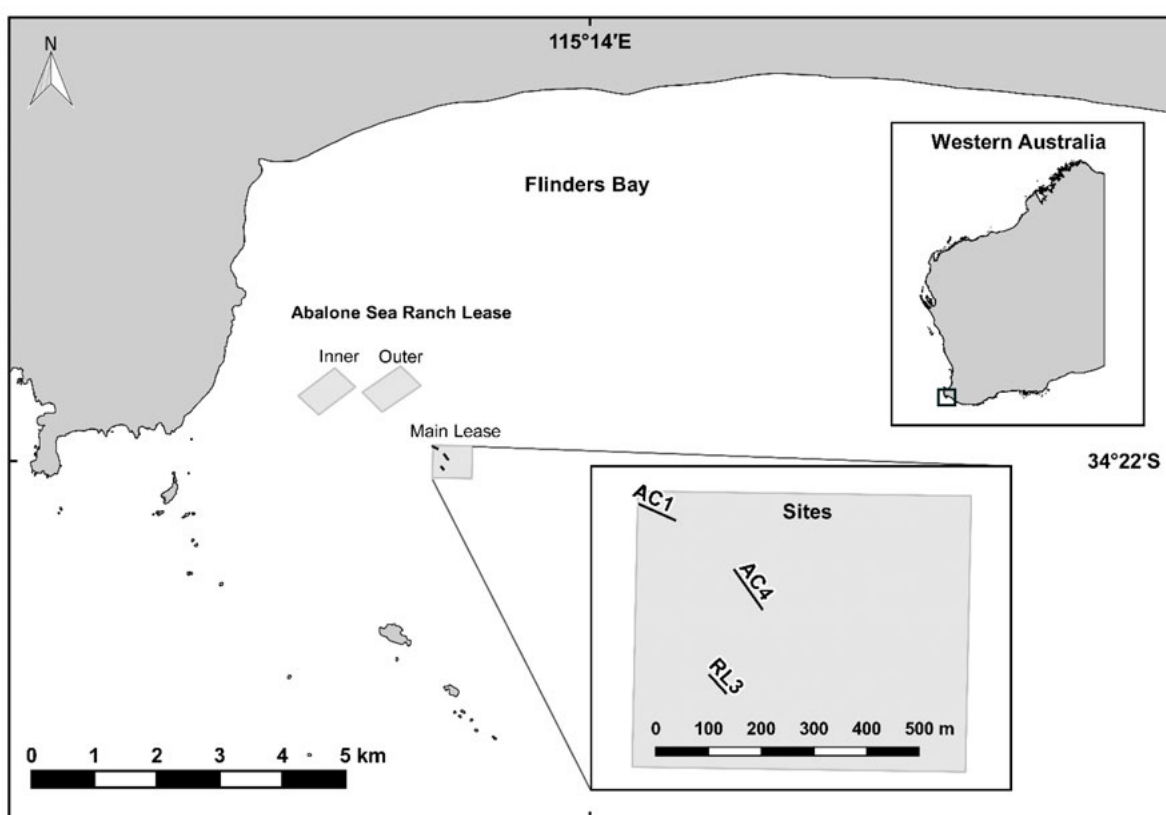 N
115°14′E
Western Australia
Flinders Bay
Abalone Sea Ranch Lease
Inner
Outer
Main Lease
34°22′S
AC1
Sites
AC4
RL3
0 100 200 300 400 500 m
0 1 2 3 4 5 km